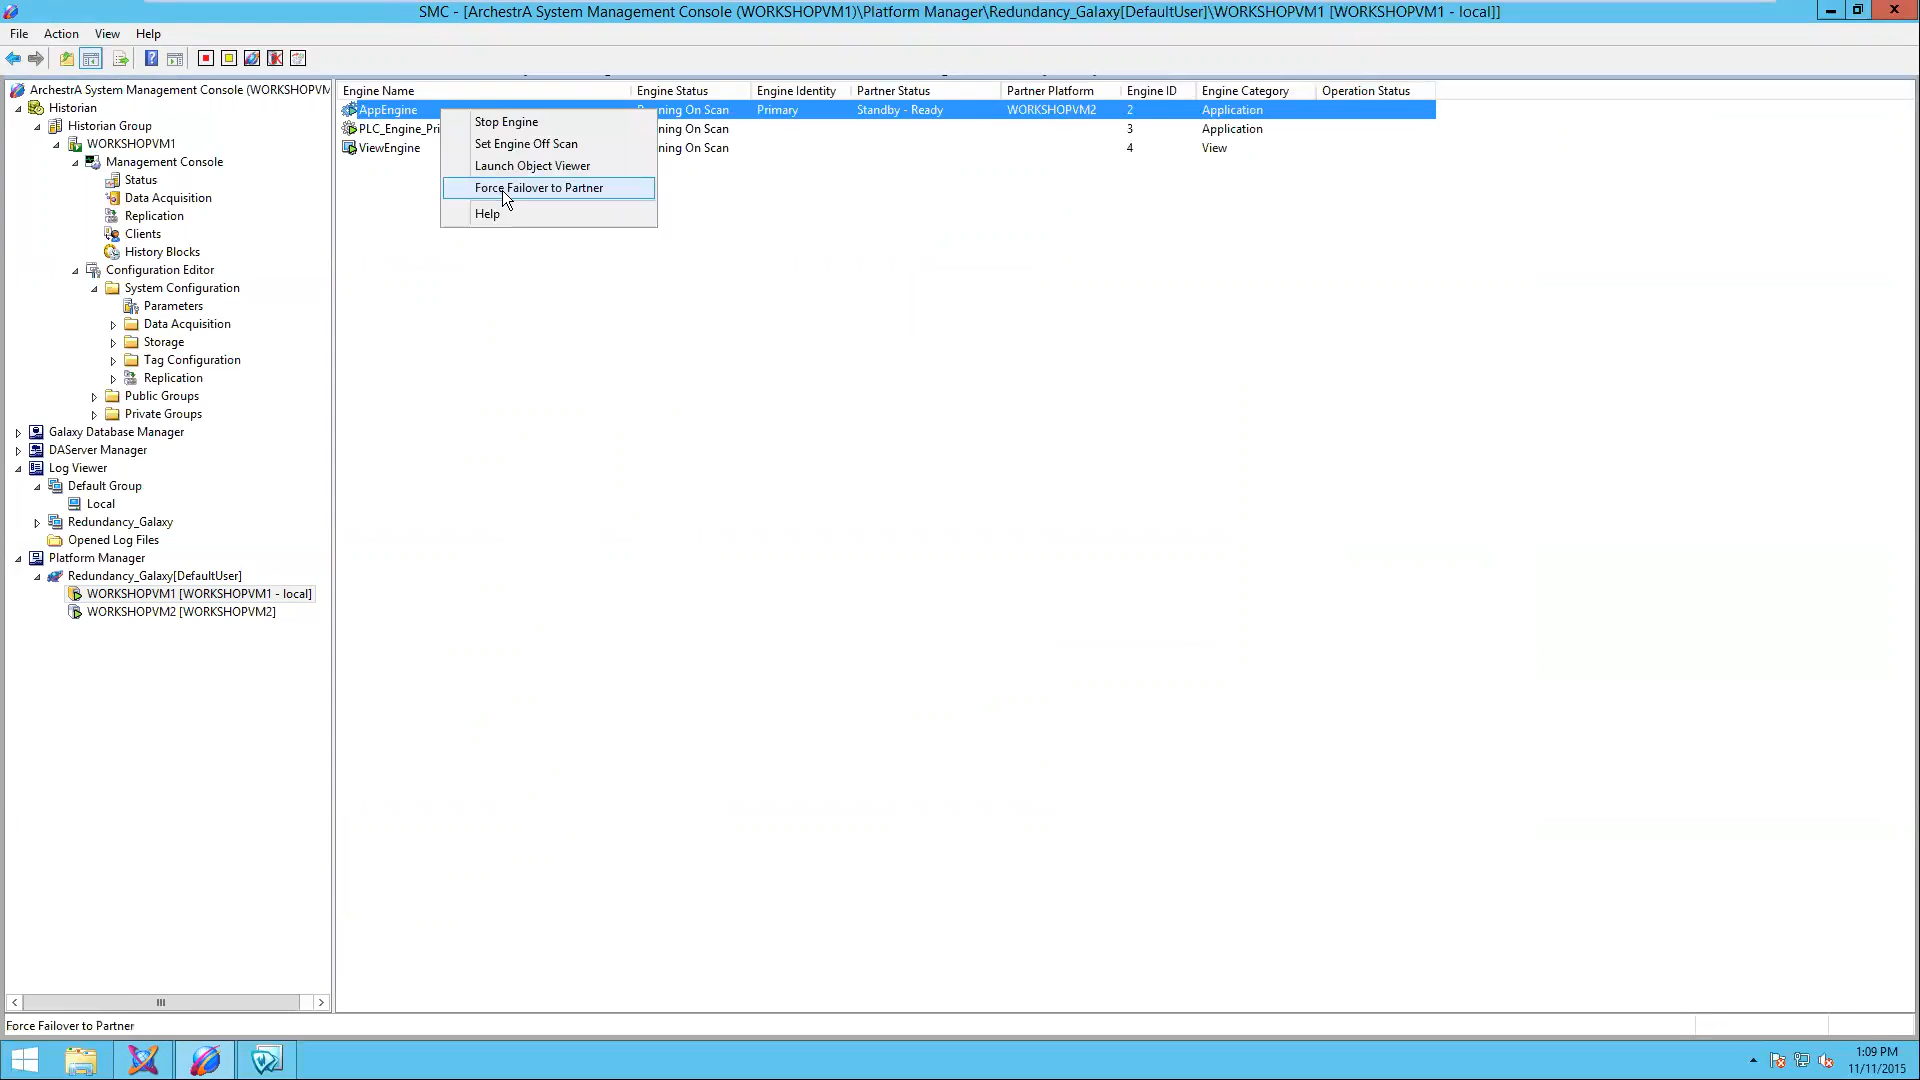 SMC - [ArchestrA System Management Console (WORKSHOPVM1)\Platform Manager\Redundancy_Galaxy[DefaultUser]\WORKSHOPVM1 [WORKSHOPVM1 - local]]
File Action View Help
ArchestrA System Management Console (WORKSHOPVM
Historian
Historian Group
WORKSHOPVM1
Management Console
Status
Data Acquisition
Replication
Clients
History Blocks
Configuration Editor
System Configuration
Parameters
Data Acquisition
Storage
Tag Configuration
Replication
Public Groups
Private Groups
Galaxy Database Manager
DAServer Manager
Log Viewer
Default Group
Local
Redundancy_Galaxy
Opened Log Files
Platform Manager
Redundancy_Galaxy[DefaultUser]
WORKSHOPVM1 [WORKSHOPVM1 - local]
WORKSHOPVM2 [WORKSHOPVM2]
Engine Name Engine Status Engine Identity Partner Status Partner Platform Engine ID Engine Category Operation Status
AppEngine nning On Scan Primary Standby - Ready WORKSHOPVM2 2 Application
PLC_Engine_Pri ning On Scan 3 Application
ViewEngine ning On Scan 4 View
Stop Engine
Set Engine Off Scan
Launch Object Viewer
Force Failover to Partner
Help
Force Failover to Partner
1:09 PM
11/11/2015